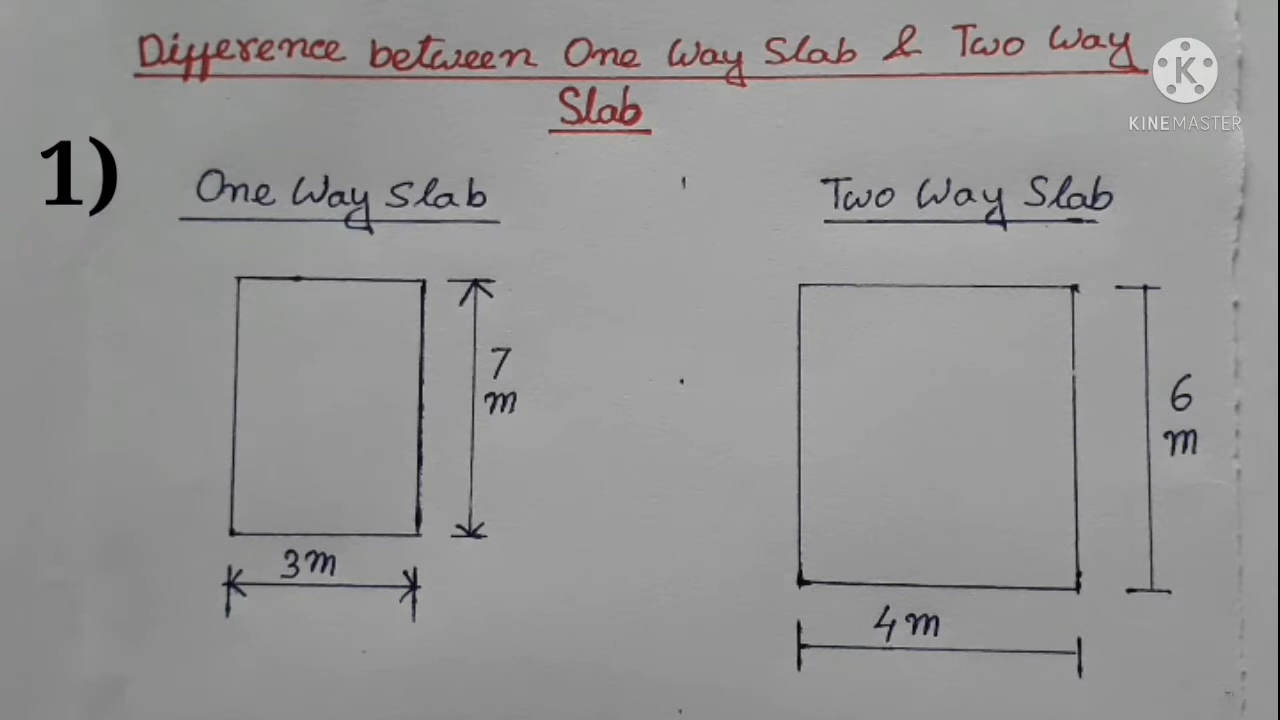 Difference between One Way Slab & Two Way
Slab
K
KINEMASTER
1)
One Way Slab
Two Way Slab
7
m
3m
6
m
4m